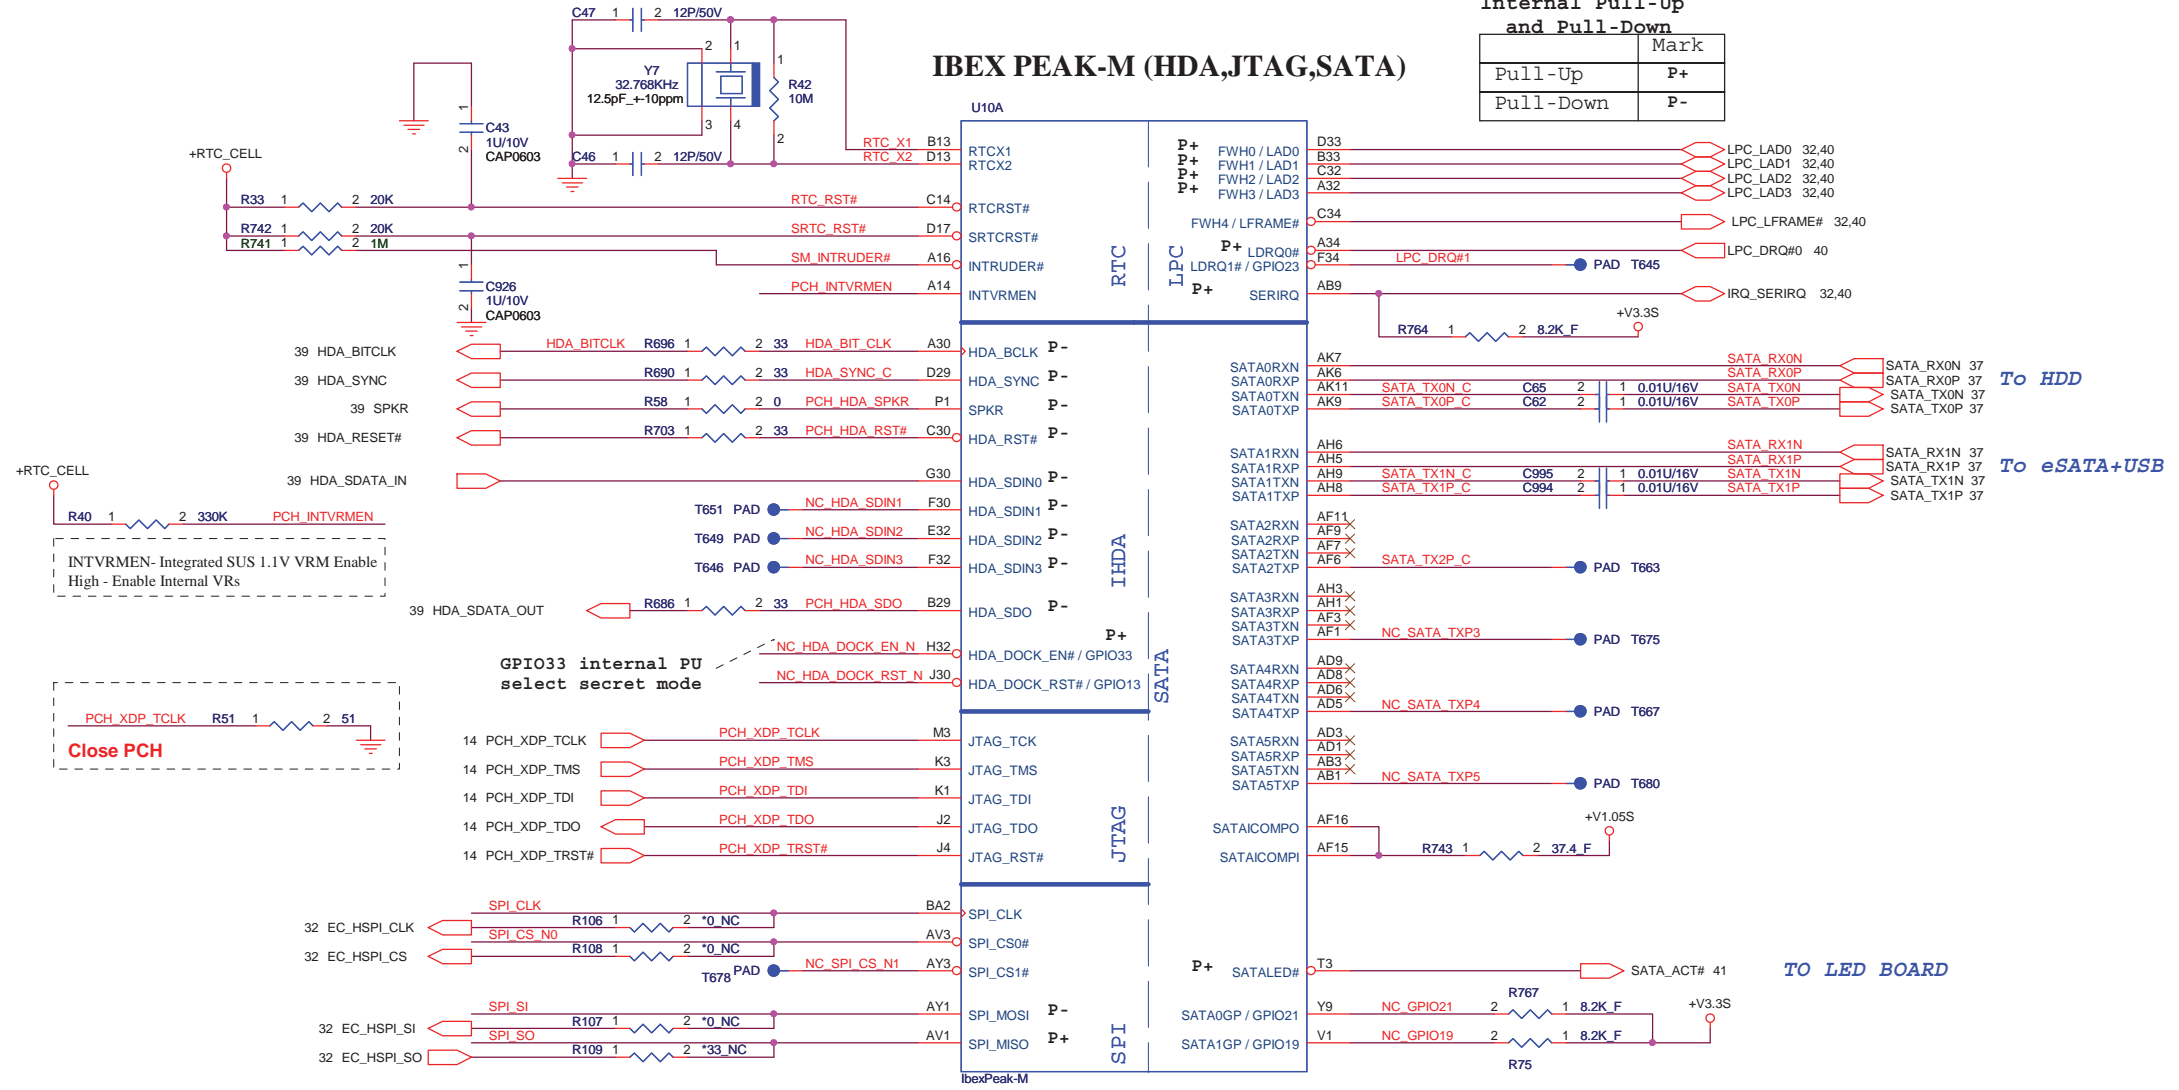 Internal Pull-Up
and Pull-Down
Mark
Pull-Up P+
Pull-Down P-
IBEX PEAK-M (HDA,JTAG,SATA)
C47 1 2 12P/50V
2 1
Y7
32.768KHz
12.5pF_+-10ppm
3 4
1
R42
10M
2
C46 1 2 12P/50V
1
C43
1U/10V
CAP0603
2
+RTC_CELL
R33 1 2 20K RTC_RST# C14 RTCRST#
R742 1 2 20K SRTC_RST# D17 SRTCRST#
R741 1 2 1M
SM_INTRUDER# A16 INTRUDER#
PCH_INTVRMEN A14 INTVRMEN
1
C926
1U/10V
CAP0603
2
U10A
RTC_X1 B13 RTCX1
RTC_X2 D13 RTCX2
RTC
LPC
39 HDA_BITCLK HDA_BITCLK R696 1 2 33 HDA_BIT_CLK A30 HDA_BCLK P-
39 HDA_SYNC R690 1 2 33 HDA_SYNC_C D29 HDA_SYNC P-
39 SPKR R58 1 2 0 PCH_HDA_SPKR P1 SPKR P-
39 HDA_RESET# R703 1 2 33 PCH_HDA_RST# C30 HDA_RST# P-
39 HDA_SDATA_IN G30 HDA_SDIN0 P-
T651 PAD NC_HDA_SDIN1 F30 HDA_SDIN1 P-
T649 PAD NC_HDA_SDIN2 E32 HDA_SDIN2 P-
T646 PAD NC_HDA_SDIN3 F32 HDA_SDIN3 P-
39 HDA_SDATA_OUT R686 1 2 33 PCH_HDA_SDO B29 HDA_SDO P-
P+
NC_HDA_DOCK_EN_N H32 HDA_DOCK_EN# / GPIO33
NC_HDA_DOCK_RST_N J30 HDA_DOCK_RST# / GPIO13
GPIO33 internal PU
select secret mode
IHDA
SATA
+RTC_CELL
R40 1 2 330K PCH_INTVRMEN
INTVRMEN- Integrated SUS 1.1V VRM Enable
High - Enable Internal VRs
PCH_XDP_TCLK R51 1 2 51
Close PCH
14 PCH_XDP_TCLK PCH_XDP_TCLK M3 JTAG_TCK
14 PCH_XDP_TMS PCH_XDP_TMS K3 JTAG_TMS
14 PCH_XDP_TDI PCH_XDP_TDI K1 JTAG_TDI
14 PCH_XDP_TDO PCH_XDP_TDO J2 JTAG_TDO
14 PCH_XDP_TRST# PCH_XDP_TRST# J4 JTAG_RST#
JTAG
SPI_CLK BA2 SPI_CLK
32 EC_HSPI_CLK R106 1 2 *0_NC
SPI_CS_N0 AV3 SPI_CS0#
32 EC_HSPI_CS R108 1 2 *0_NC
T678 PAD NC_SPI_CS_N1 AY3 SPI_CS1#
SPI_SI AY1 SPI_MOSI P-
32 EC_HSPI_SI R107 1 2 *0_NC
SPI_SO AV1 SPI_MISO P+
32 EC_HSPI_SO R109 1 2 *33_NC
SPI
IbexPeak-M
P+ FWH0 / LAD0 D33 LPC_LAD0 32,40
P+ FWH1 / LAD1 B33 LPC_LAD1 32,40
P+ FWH2 / LAD2 C32 LPC_LAD2 32,40
P+ FWH3 / LAD3 A32 LPC_LAD3 32,40
FWH4 / LFRAME# C34 LPC_LFRAME# 32,40
P+ LDRQ0# A34 LPC_DRQ#0 40
LDRQ1# / GPIO23 F34 LPC_DRQ#1 PAD T645
P+ SERIRQ AB9 IRQ_SERIRQ 32,40
+V3.3S
R764 1 2 8.2K_F
SATA0RXN AK7 SATA_RX0N SATA_RX0N 37
SATA0RXP AK6 SATA_RX0P SATA_RX0P 37
SATA0TXN AK11 SATA_TX0N_C C65 2 1 0.01U/16V SATA_TX0N SATA_TX0N 37
SATA0TXP AK9 SATA_TX0P_C C62 2 1 0.01U/16V SATA_TX0P SATA_TX0P 37
To HDD
SATA1RXN AH6 SATA_RX1N SATA_RX1N 37
SATA1RXP AH5 SATA_RX1P SATA_RX1P 37
SATA1TXN AH9 SATA_TX1N_C C995 2 1 0.01U/16V SATA_TX1N SATA_TX1N 37
SATA1TXP AH8 SATA_TX1P_C C994 2 1 0.01U/16V SATA_TX1P SATA_TX1P 37
To eSATA+USB
SATA2RXN AF11
SATA2RXP AF9
SATA2TXN AF7
SATA2TXP AF6 SATA_TX2P_C PAD T663
SATA3RXN AH3
SATA3RXP AH1
SATA3TXN AF3
SATA3TXP AF1 NC_SATA_TXP3 PAD T675
SATA4RXN AD9
SATA4RXP AD8
SATA4TXN AD6
SATA4TXP AD5 NC_SATA_TXP4 PAD T667
SATA5RXN AD3
SATA5RXP AD1
SATA5TXN AB3
SATA5TXP AB1 NC_SATA_TXP5 PAD T680
+V1.05S
SATAICOMPO AF16
SATAICOMPI AF15 R743 1 2 37.4_F
P+ SATALED# T3 SATA_ACT# 41
TO LED BOARD
SATA0GP / GPIO21 Y9 NC_GPIO21 2 R767 1 8.2K_F
+V3.3S
SATA1GP / GPIO19 V1 NC_GPIO19 2 1 8.2K_F
R75